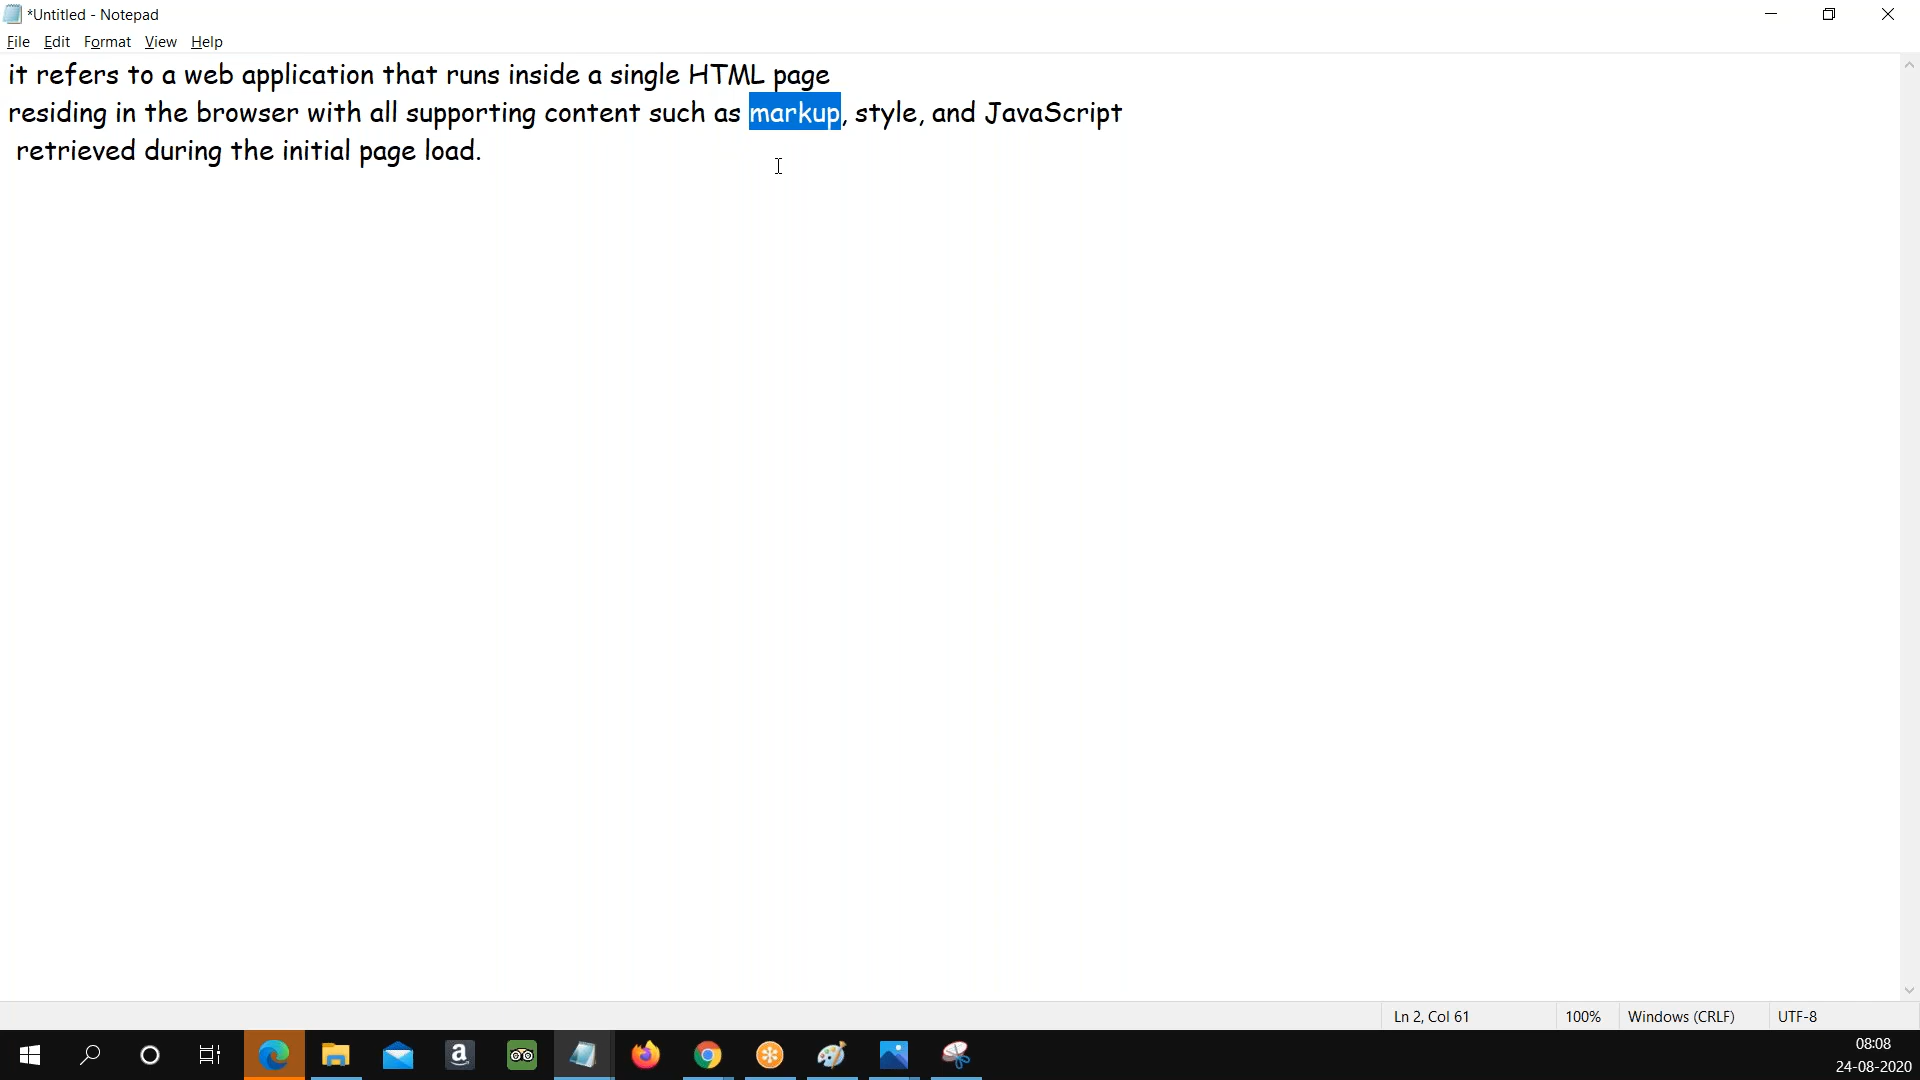 *Untitled - Notepad
File Edit Format View Help
it refers to a web application that runs inside a single HTML page
residing in the browser with all supporting content such as markup, style, and JavaScript
retrieved during the initial page load.
Ln 2, Col 61 100% Windows (CRLF) UTF-8
08:08
24-08-2020